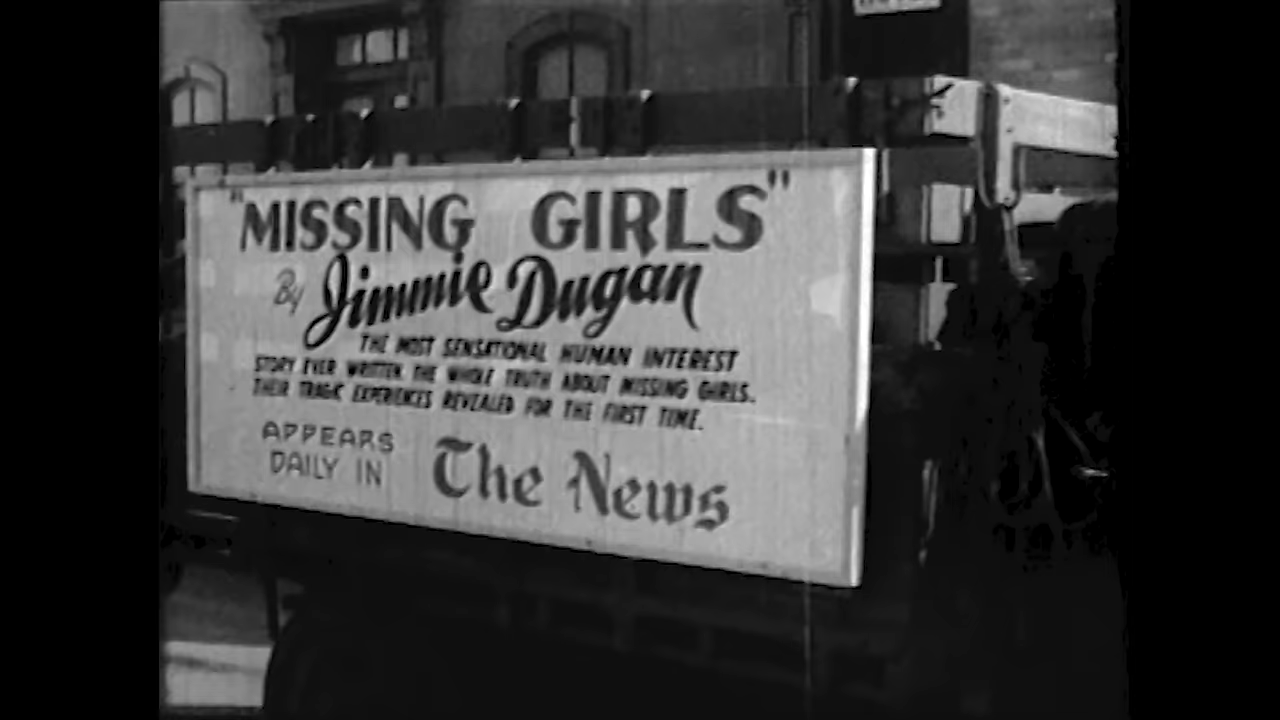 "MISSING GIRLS"
By Jimmie Dugan
THE MOST SENSATIONAL HUMAN INTEREST
STORY EVER WRITTEN. THE WHOLE TRUTH ABOUT MISSING GIRLS.
THEIR TRAGIC EXPERIENCES REVEALED FOR THE FIRST TIME.
APPEARS
DAILY IN
The News